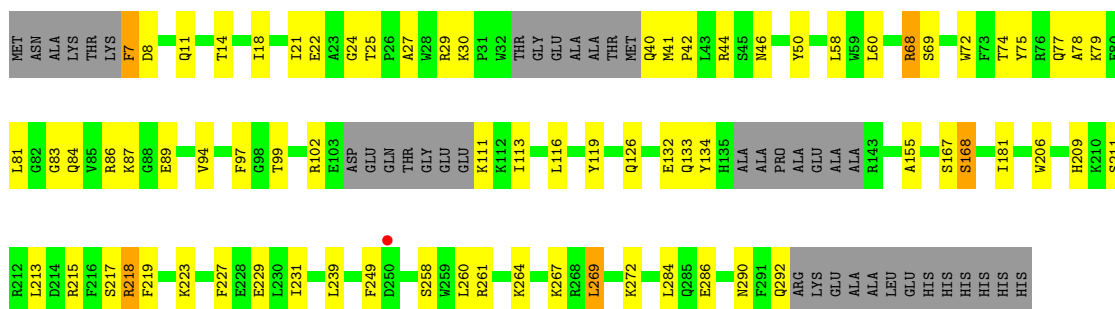 MET ASN ALA LYS THR LYS F7 D8 Q11 T14 I18 I21 E22 A23 G24 T25 P26 A27 W28 R29 K30 P31 W32 THR GLY GLU ALA ALA THR MET Q40 M41 P42 L43 R44 S45 N46 Y50 L58 W59 L60 R68 S69 W72 F73 T74 Y75 R76 Q77 A78 K79 E80
L81 G82 G83 Q84 V85 R86 K87 G88 E89 V94 F97 G98 T99 R102 E103 ASP GLU GLN THR GLY GLU GLU K111 K112 I113 L116 Y119 Q126 E132 Q133 Y134 H135 ALA ALA PRO ALA GLU ALA ALA R143 A155 S167 S168 I181 W206 H209 K210 S211
R212 L213 D214 R215 F216 S217 R218 F219 K223 F227 E228 E229 L230 I231 L239 F249 D250 S258 W259 L260 R261 K264 K267 R268 L269 K272 L284 Q285 E286 N290 F291 Q292 ARG LYS GLU ALA ALA LEU GLU HIS HIS HIS HIS HIS HIS